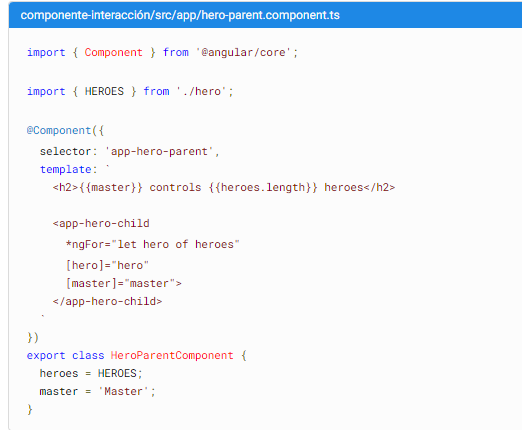 componente-interacción/src/app/hero-parent.component.ts
import { Component } from '@angular/core';
import { HEROES } from './hero';
@Component({
  selector: 'app-hero-parent',
  template: `
    <h2>{{master}} controls {{heroes.length}} heroes</h2>
    <app-hero-child
      *ngFor="let hero of heroes"
      [hero]="hero"
      [master]="master">
    </app-hero-child>
  `
})
export class HeroParentComponent {
  heroes = HEROES;
  master = 'Master';
}